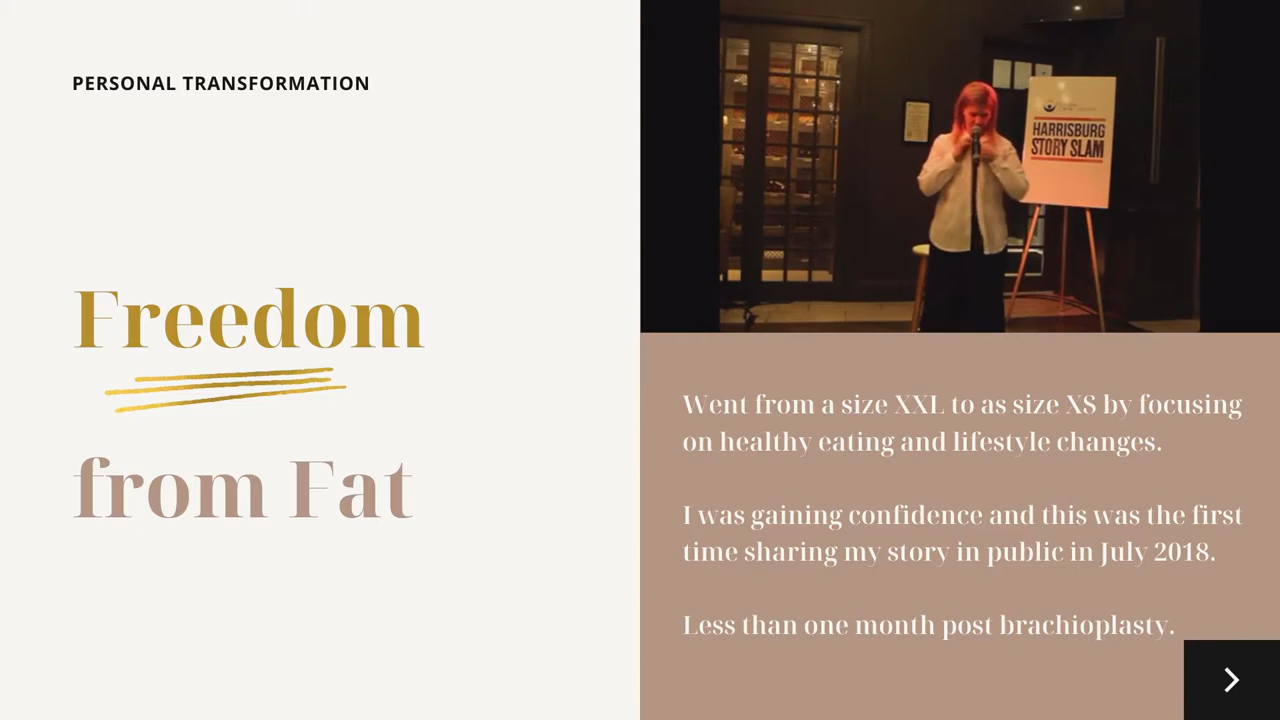 PERSONAL TRANSFORMATION
Freedom
from Fat
HARRISBURG
STORY SLAM
Went from a size XXL to as size XS by focusing
on healthy eating and lifestyle changes.
I was gaining confidence and this was the first
time sharing my story in public in July 2018.
Less than one month post brachioplasty.